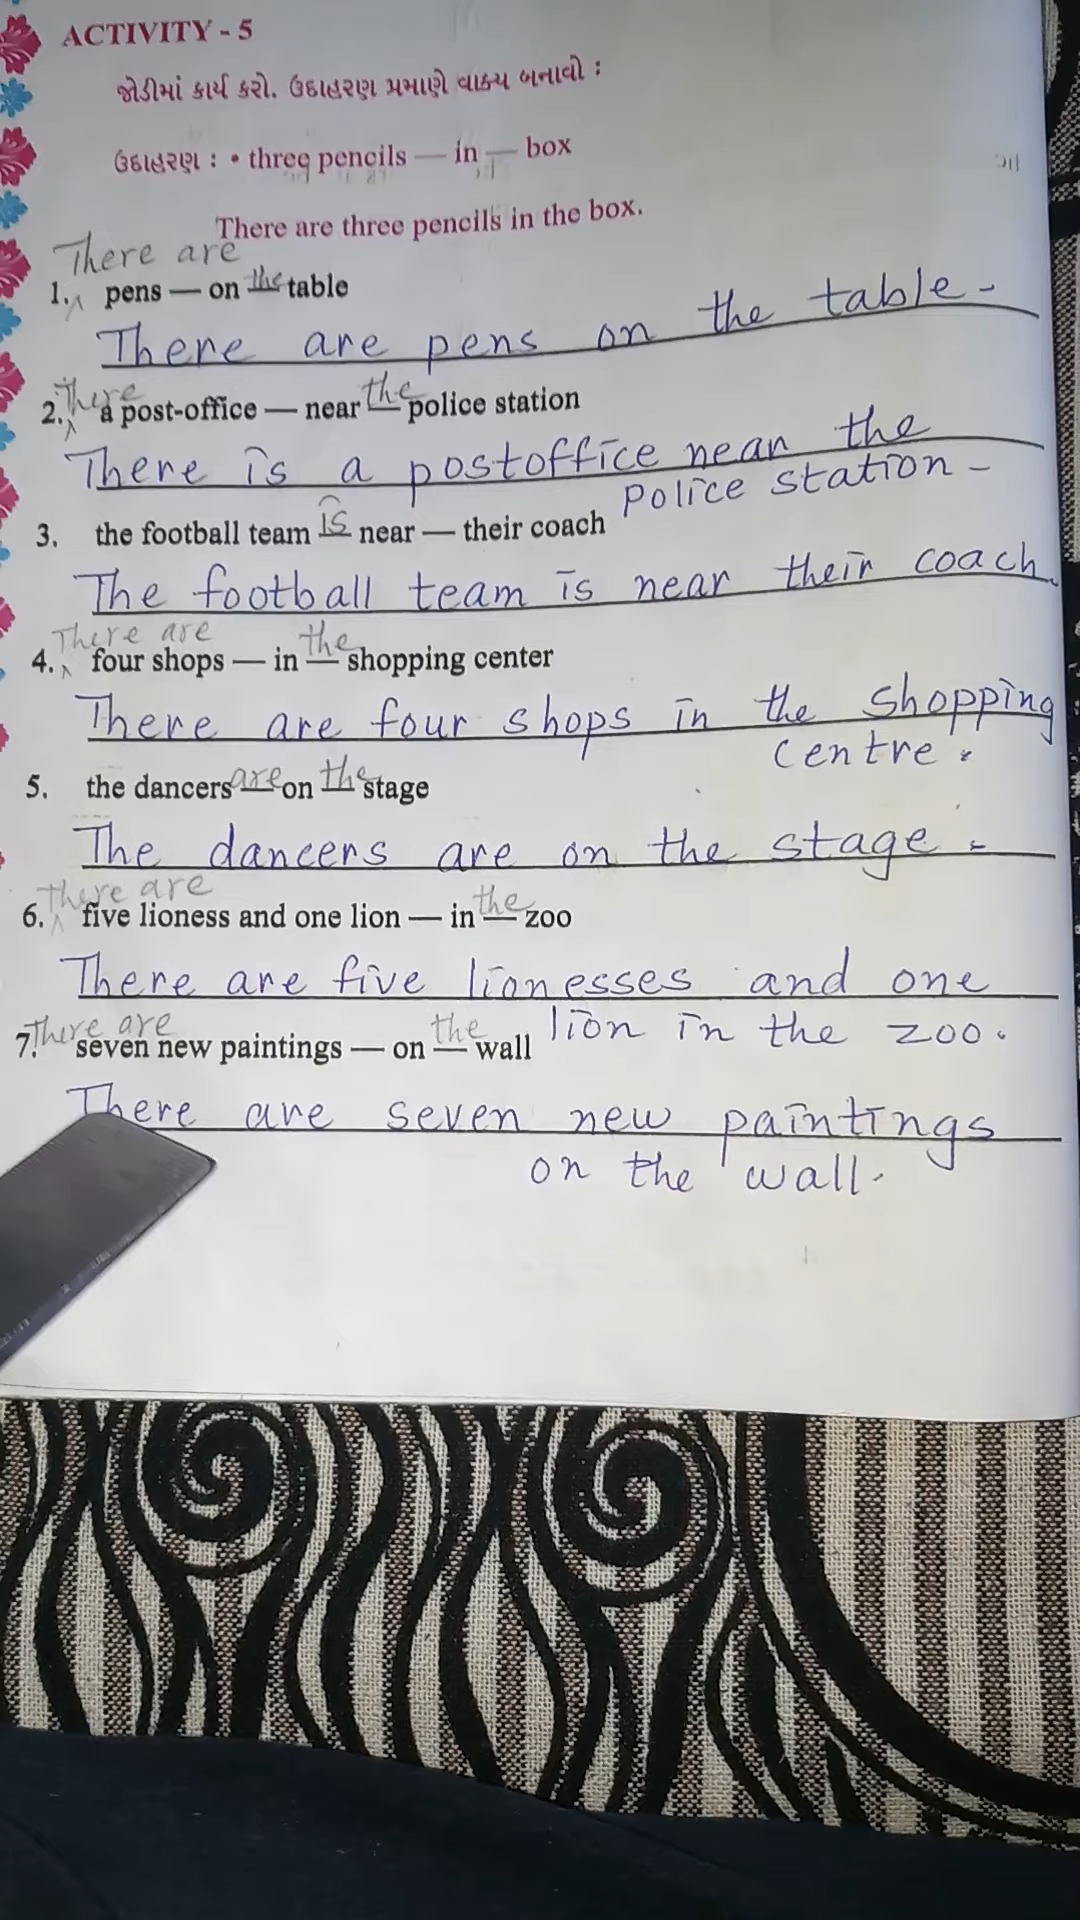 ACTIVITY - 5
જોડીમાં કાર્ય કરો. ઉદાહરણ પ્રમાણે વાક્ય બનાવો :
ઉદાહરણ : • three pencils — in — box
There are three pencils in the box.
There are
1. pens — on the table
There are pens on the table.
2. There a post-office — near the police station
There is a postoffice near the
police station.
3. the football team is near — their coach
The football team is near their coach.
There are
4. four shops — in the shopping center
There are four shops in the shopping
centre.
5. the dancers are on the stage
The dancers are on the stage.
There are
6. five lioness and one lion — in the zoo
There are five lionesses and one
lion in the zoo.
There are
7. seven new paintings — on the wall
There are seven new paintings
on the wall.